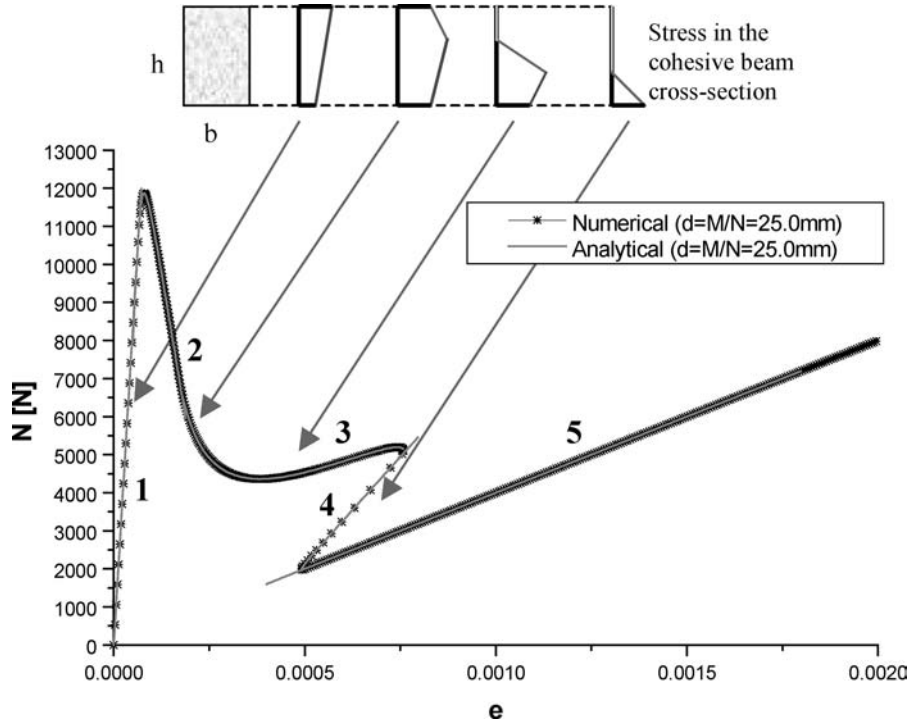 h
b
Stress in the
cohesive beam
cross-section
13000
12000
11000
10000
9000
8000
7000
6000
5000
4000
3000
2000
1000
0
N [N]
Numerical (d=M/N=25.0mm)
Analytical (d=M/N=25.0mm)
1
2
3
4
5
0.0000
0.0005
0.0010
0.0015
0.0020
e